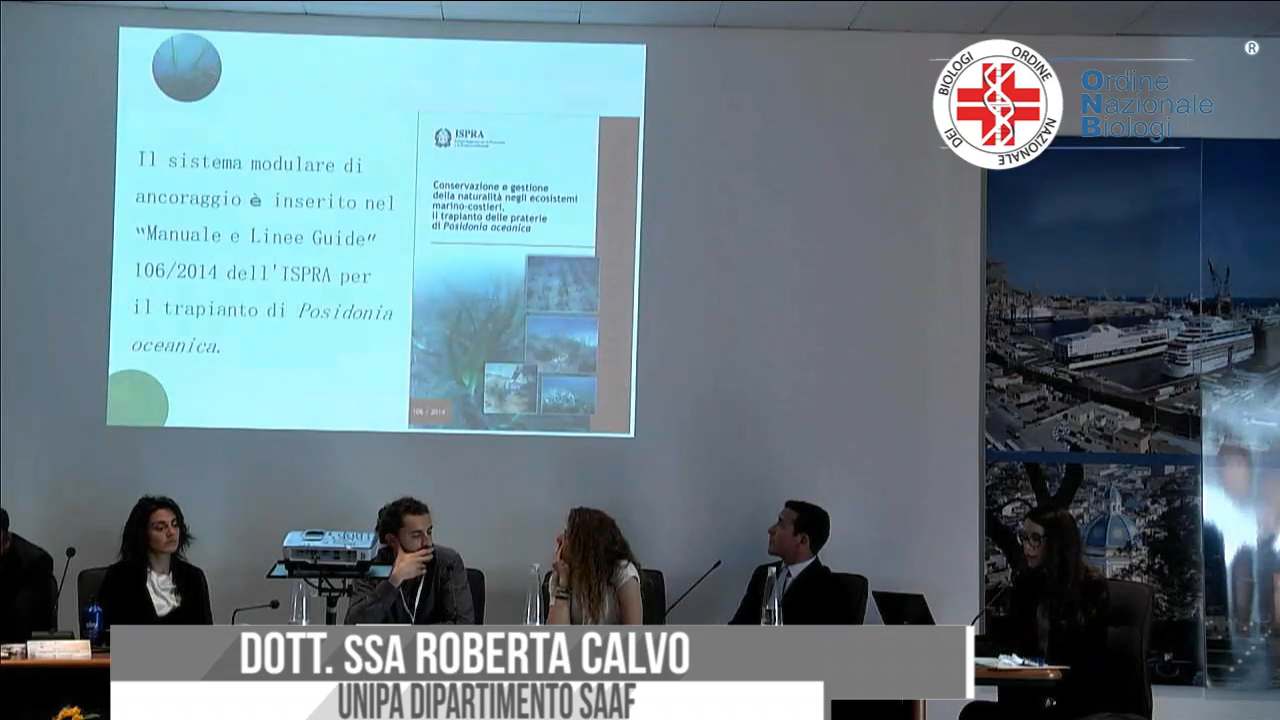 Il sistema modulare di
ancoraggio è inserito nel
“Manuale e Linee Guide”
106/2014 dell'ISPRA per
il trapianto di Posidonia
oceanica.
ISPRA
Conservazione e gestione
della naturalità negli ecosistemi
marino-costieri.
Il trapianto delle praterie
di Posidonia oceanica
106 / 2014
ORDINE NAZIONALE DEI BIOLOGI
Ordine
Nazionale
Biologi
®
DOTT. SSA ROBERTA CALVO
UNIPA DIPARTIMENTO SAAF